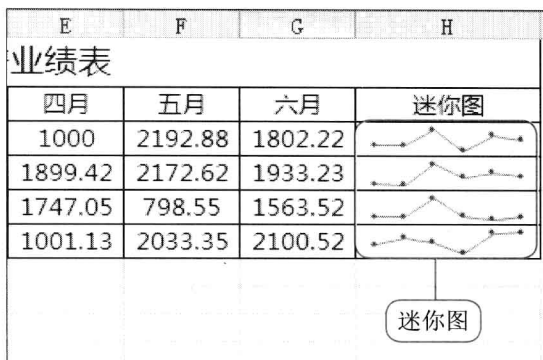 E F G H
业绩表
四月 五月 六月 迷你图
1000 2192.88 1802.22
1899.42 2172.62 1933.23
1747.05 798.55 1563.52
1001.13 2033.35 2100.52
迷你图